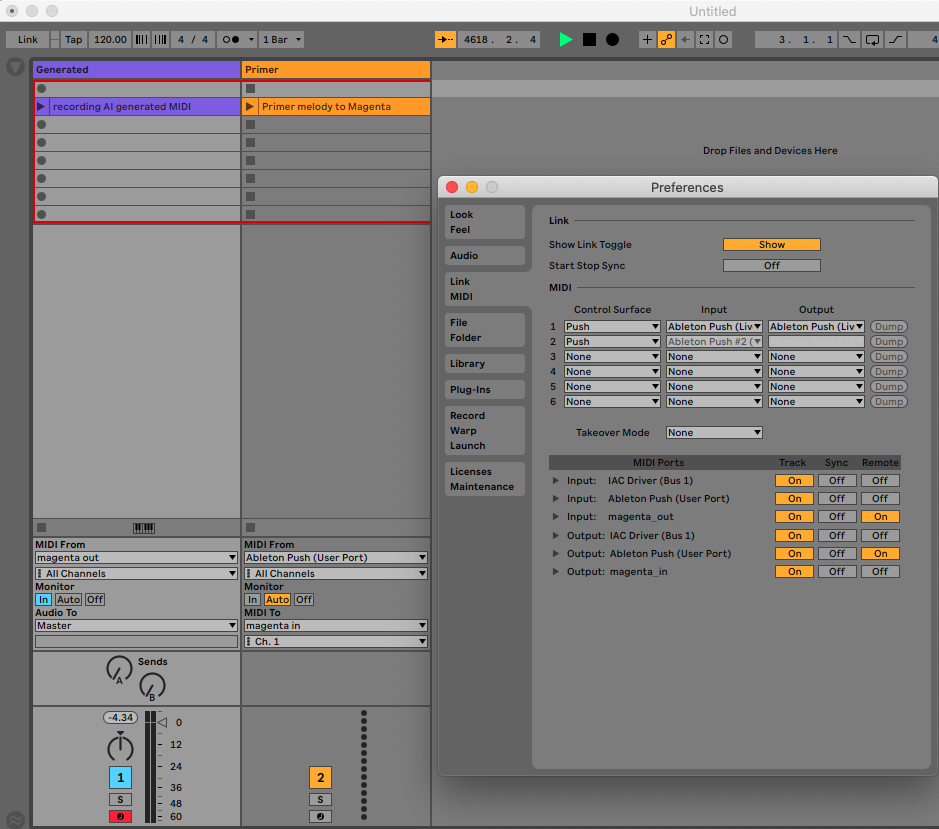 Untitled
Link Tap 120.00 4 / 4 1 Bar 4618. 2. 4 3. 1. 1 4
Generated Primer
recording AI generated MIDI Primer melody to Magenta
Drop Files and Devices Here
Preferences
Look
Feel
Audio
Link
MIDI
File
Folder
Library
Plug-Ins
Record
Warp
Launch
Licenses
Maintenance
Link
Show Link Toggle Show
Start Stop Sync Off
MIDI
Control Surface Input Output
1 Push Ableton Push (Liv Ableton Push (Liv Dump
2 Push Ableton Push #2 ( Dump
3 None None None Dump
4 None None None Dump
5 None None None Dump
6 None None None Dump
Takeover Mode None
MIDI Ports Track Sync Remote
Input: IAC Driver (Bus 1) On Off Off
Input: Ableton Push (User Port) On Off Off
Input: magenta_out On Off On
Output: IAC Driver (Bus 1) On Off Off
Output: Ableton Push (User Port) On Off On
Output: magenta_in On Off Off
MIDI From
magenta out
All Channels
Monitor
In Auto Off
Audio To
Master
MIDI From
Ableton Push (User Port)
All Channels
Monitor
In Auto Off
MIDI To
magenta in
Ch. 1
Sends
A
B
-4.34
0
12
24
36
48
60
1
S
2
S